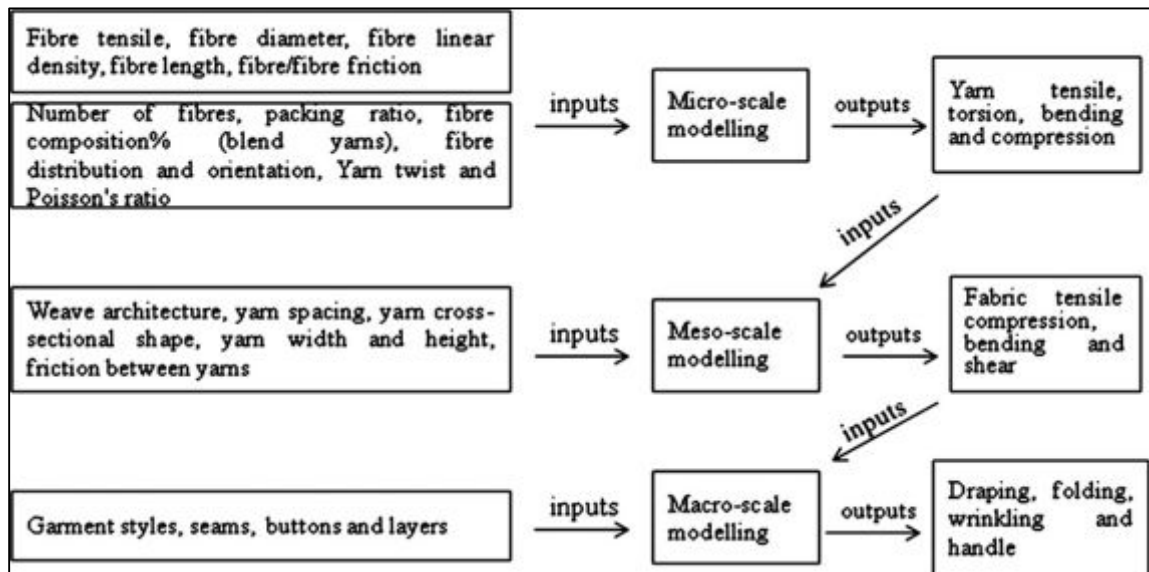 Fibre tensile, fibre diameter, fibre linear
density, fibre length, fibre/fibre friction
Number of fibres, packing ratio, fibre
composition% (blend yarns), fibre
distribution and orientation, Yarn twist and
Poisson's ratio
inputs
Micro-scale
modelling
outputs
Yarn tensile,
torsion, bending
and compression
inputs
Weave architecture, yarn spacing, yarn cross-
sectional shape, yarn width and height,
friction between yarns
inputs
Meso-scale
modelling
outputs
Fabric tensile
compression,
bending and
shear
inputs
Garment styles, seams, buttons and layers
inputs
Macro-scale
modelling
outputs
Draping, folding,
wrinkling and
handle